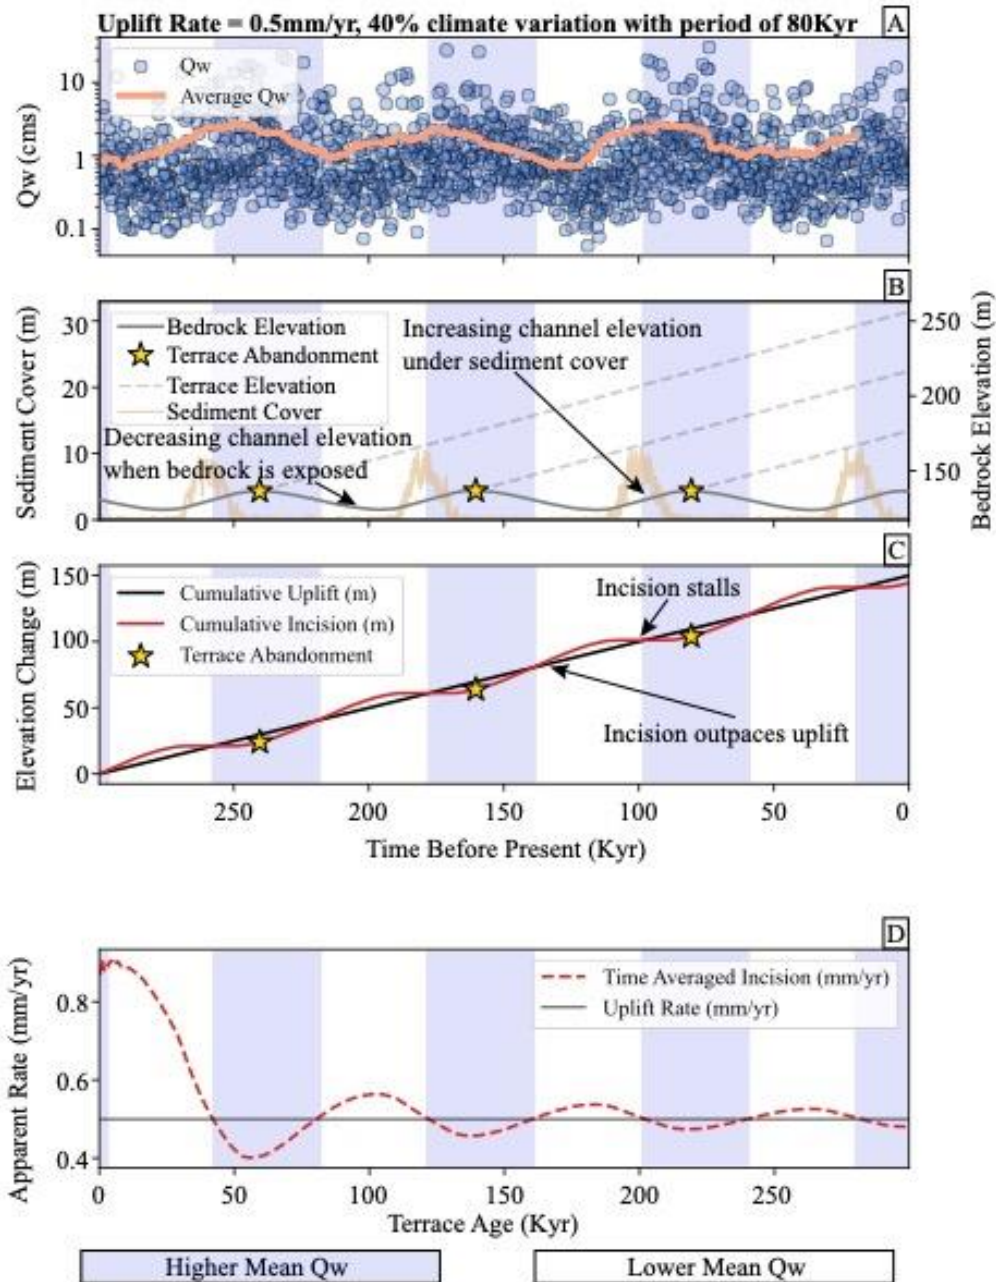 Uplift Rate = 0.5mm/yr, 40% climate variation with period of 80Kyr
A
Qw (cms)
10
1
0.1
Qw
Average Qw
B
Sediment Cover (m)
30
20
10
0
Bedrock Elevation
Terrace Abandonment
Terrace Elevation
Sediment Cover
Increasing channel elevation
under sediment cover
Decreasing channel elevation
when bedrock is exposed
250
200
150
Bedrock Elevation (m)
C
Elevation Change (m)
150
100
50
0
Cumulative Uplift (m)
Cumulative Incision (m)
Terrace Abandonment
Incision stalls
Incision outpaces uplift
250 200 150 100 50 0
Time Before Present (Kyr)
D
Apparent Rate (mm/yr)
0.8
0.6
0.4
Time Averaged Incision (mm/yr)
Uplift Rate (mm/yr)
0 50 100 150 200 250
Terrace Age (Kyr)
Higher Mean Qw
Lower Mean Qw